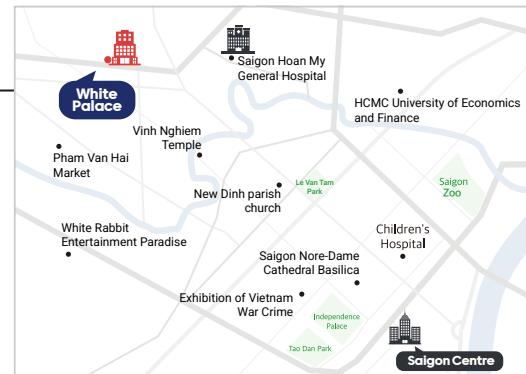 White
Palace
Saigon Hoan My
General Hospital
HCMC University of Economics
and Finance
Vinh Nghiem
Temple
Pham Van Hai
Market
Le Van Tam
Park
Saigon
Zoo
New Dinh parish
church
White Rabbit
Entertainment Paradise
Children's
Hospital
Saigon Nore-Dame
Cathedral Basilica
Exhibition of Vietnam
War Crime
Independence
Palace
Tao Dan Park
Saigon Centre